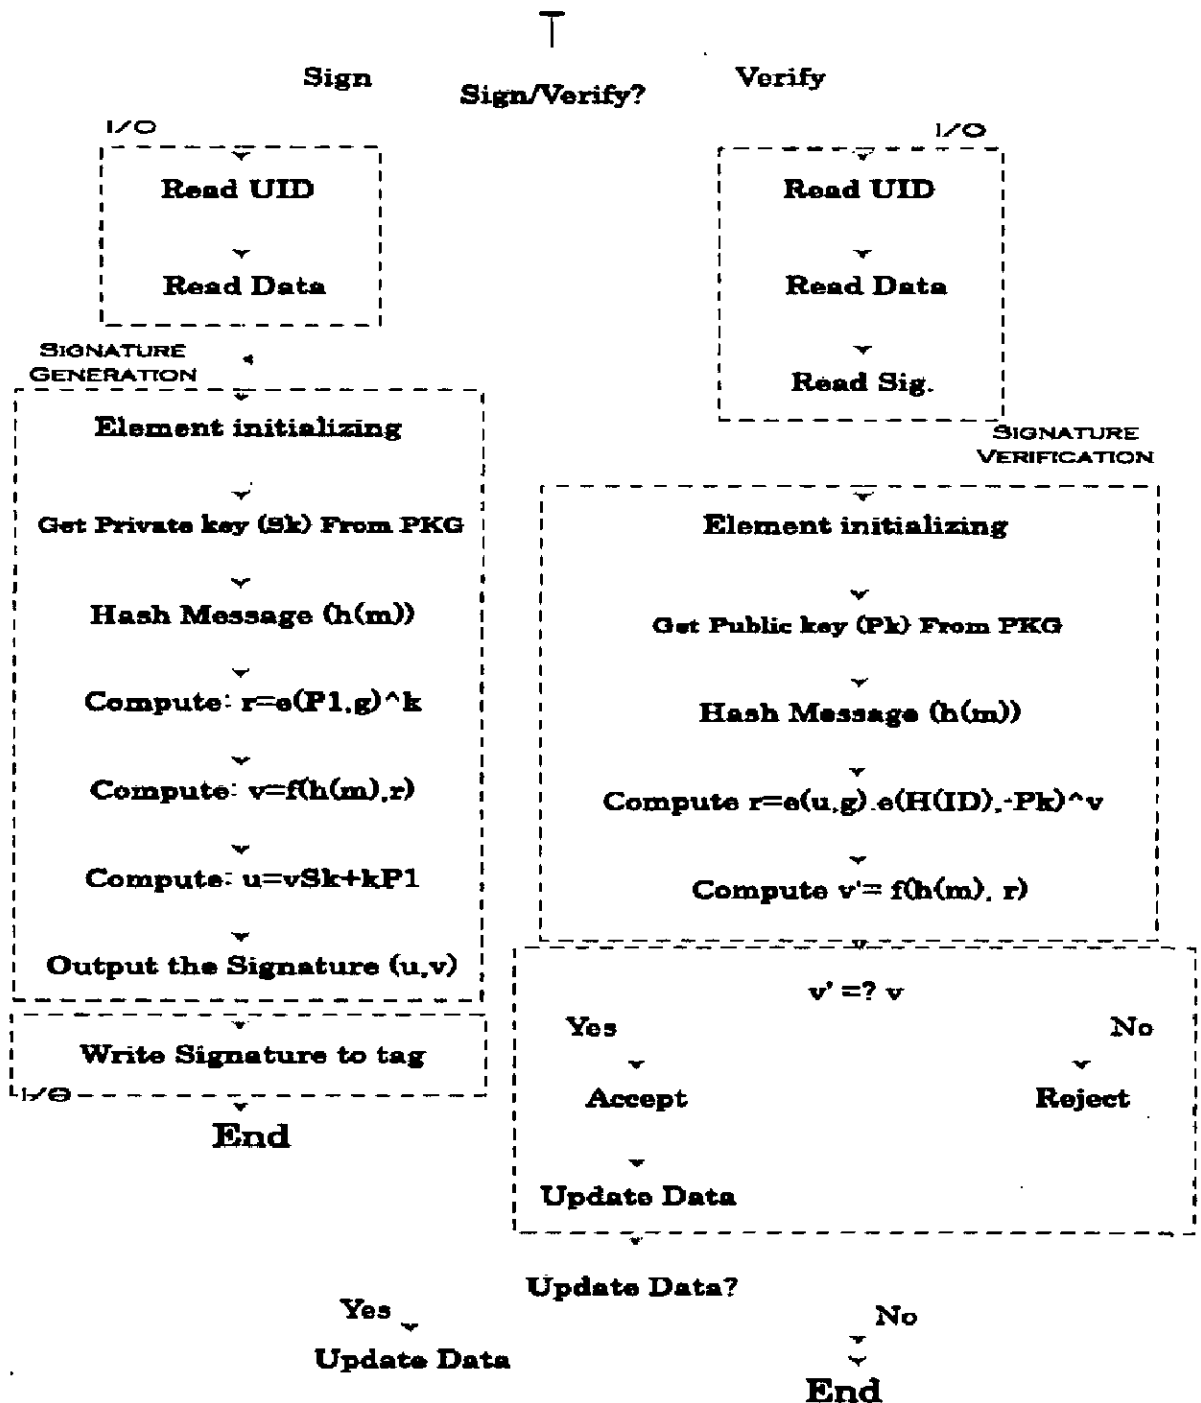 Sign
Sign/Verify?
Verify
I/O
Read UID
Read Data
SIGNATURE
GENERATION
Element initializing
Get Private key (Sk) From PKG
Hash Message (h(m))
Compute: r=e(P1,g)^k
Compute: v=f(h(m),r)
Compute: u=vSk+kP1
Output the Signature (u,v)
Write Signature to tag
I/O
End
I/O
Read UID
Read Data
Read Sig.
SIGNATURE
VERIFICATION
Element initializing
Get Public key (Pk) From PKG
Hash Message (h(m))
Compute r=e(u,g).e(H(ID),-Pk)^v
Compute v'= f(h(m), r)
v' =? v
Yes
No
Accept
Reject
Update Data
Update Data?
Yes
No
Update Data
End